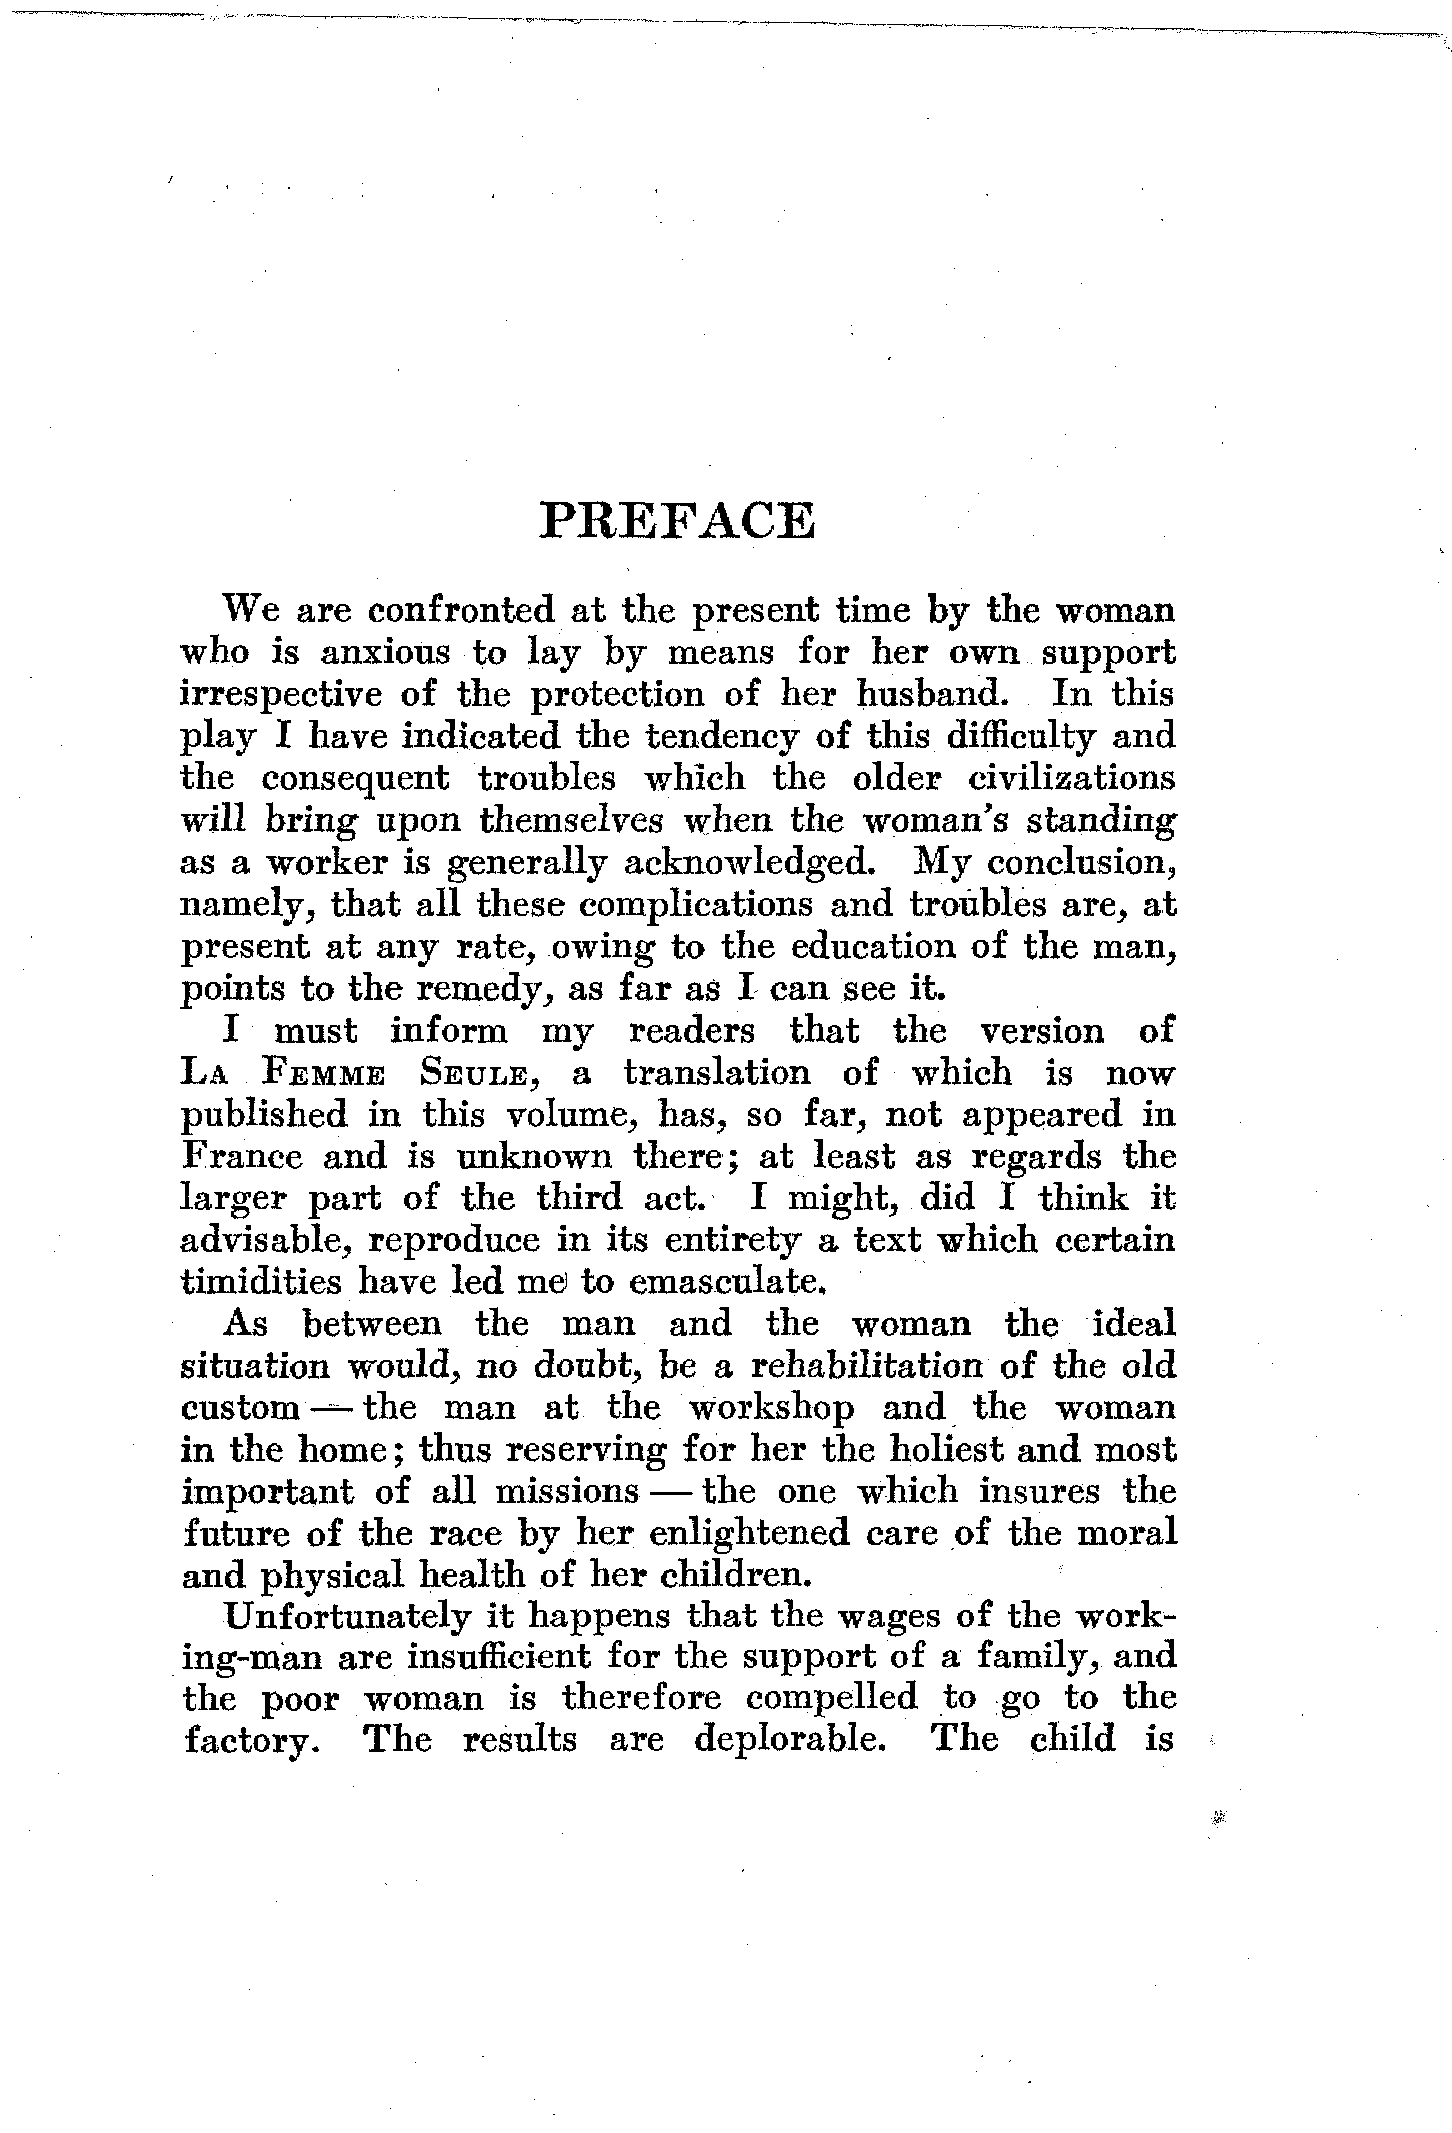 PREFACE
We are confronted at the present time by the woman
who is anxious to lay by means for her own support
irrespective of the protection of her husband. In this
play I have indicated the tendency of this difficulty and
the consequent troubles which the older civilizations
will bring upon themselves when the woman's standing
as a worker is generally acknowledged. My conclusion,
namely, that all these complications and troubles are, at
present at any rate, owing to the education of the man,
points to the remedy, as far as I can see it.
I must inform my readers that the version of
LA FEMME SEULE, a translation of which is now
published in this volume, has, so far, not appeared in
France and is unknown there; at least as regards the
larger part of the third act. I might, did I think it
advisable, reproduce in its entirety a text which certain
timidities have led me to emasculate.
As between the man and the woman the ideal
situation would, no doubt, be a rehabilitation of the old
custom — the man at the workshop and the woman
in the home; thus reserving for her the holiest and most
important of all missions — the one which insures the
future of the race by her enlightened care of the moral
and physical health of her children.
Unfortunately it happens that the wages of the work-
ing-man are insufficient for the support of a family, and
the poor woman is therefore compelled to go to the
factory. The results are deplorable. The child is